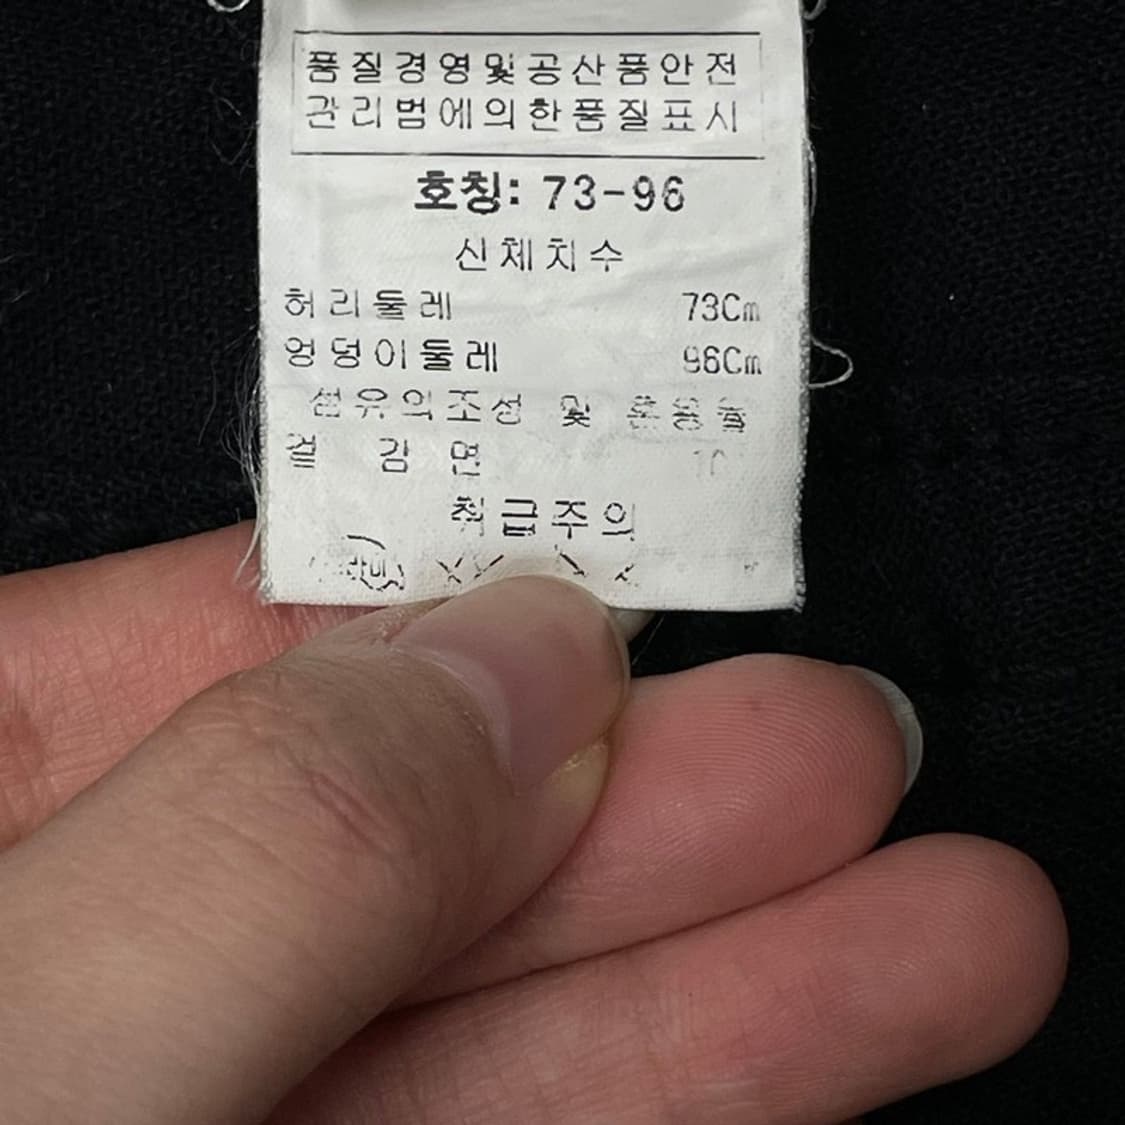 품질경영및공산품안전
관리법에의한품질표시
호칭: 73-96
신체치수
허리둘레 73Cm
엉덩이둘레 96Cm
섬유의조성 및 혼용율
겉 감 면
취급주의